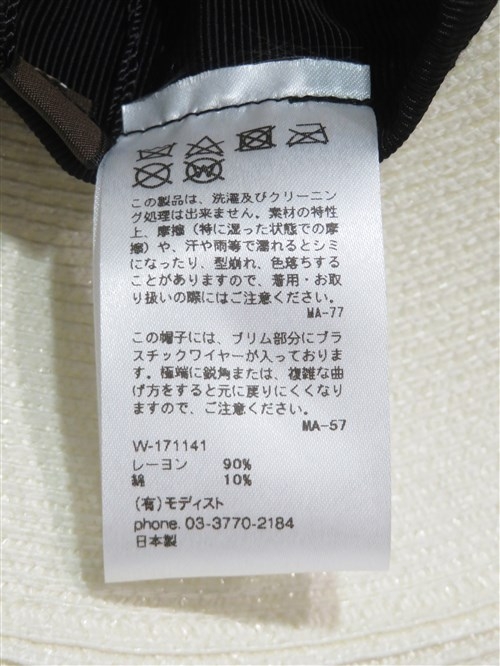 この製品は、洗濯及びクリーニン
グ処理は出来ません。素材の特性
上、摩擦（特に湿った状態での摩
擦）や、汗や雨等で濡れるとシミ
になったり、型崩れ、色落ちする
ことがありますので、着用・お取
り扱いの際にはご注意ください。
MA-77
この帽子には、ブリム部分にプラ
スチックワイヤーが入っておりま
す。極端に鋭角または、複雑な曲
げ方をすると元に戻りにくくなり
ますので、ご注意ください。
MA-57
W-171141
レーヨン 90%
綿 10%
（有）モディスト
phone. 03-3770-2184
日本製